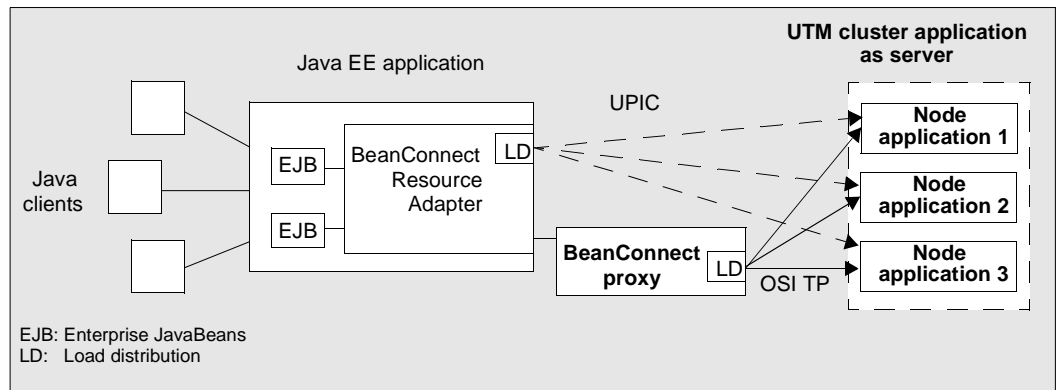 UTM cluster application
as server
Java EE application
UPIC
Node
application 1
LD
EJB
BeanConnect
Resource
Adapter
Java
clients
Node
application 2
EJB
BeanConnect
proxy
LD
OSI TP
Node
application 3
EJB: Enterprise JavaBeans
LD: Load distribution